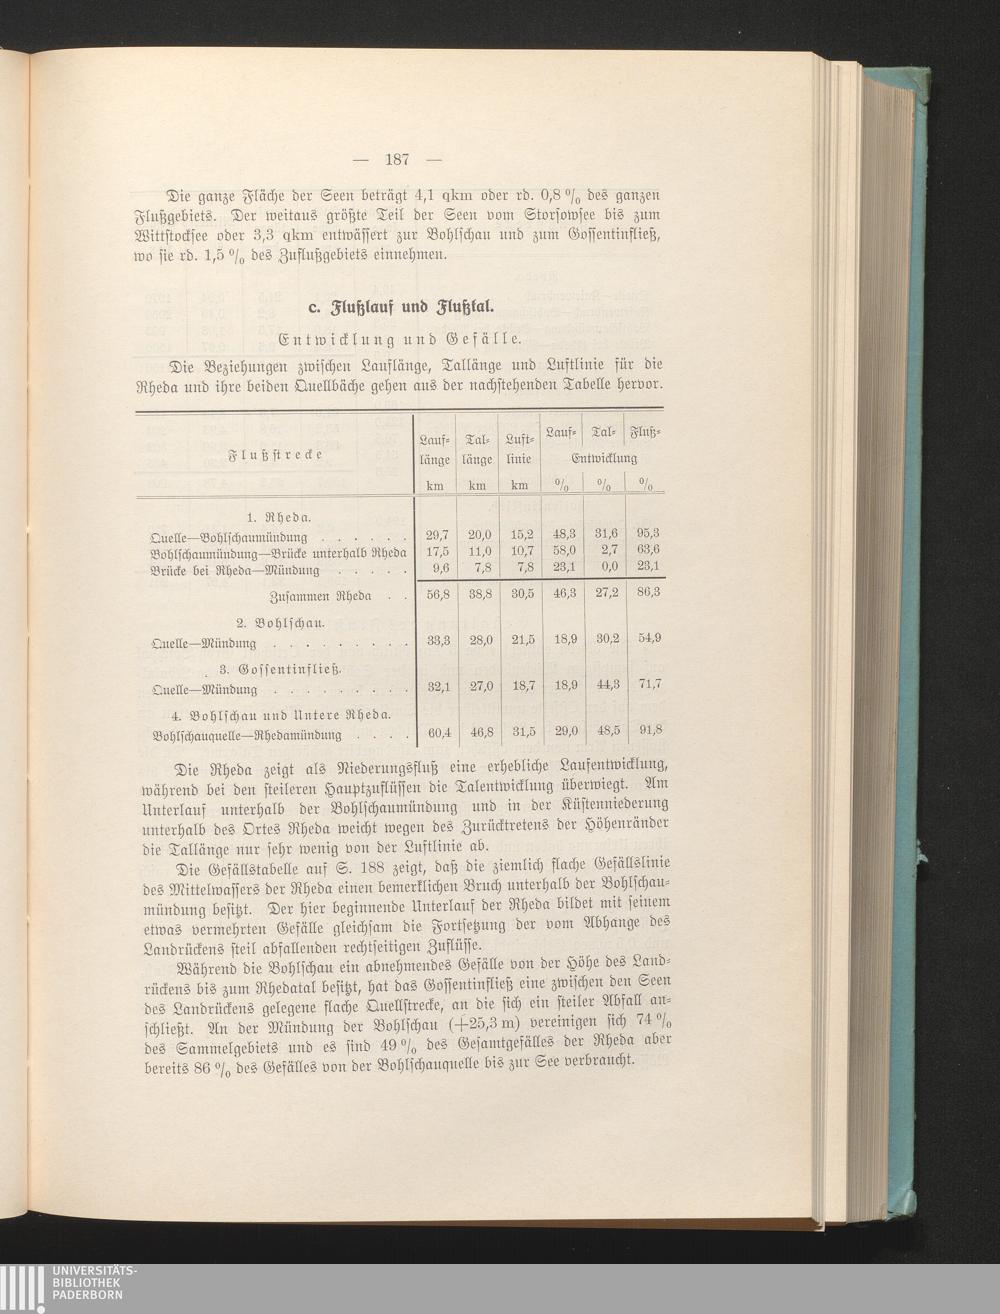 — 187 —
Die ganze Fläche der Seen beträgt 4,1 qkm oder rd. 0,8 % des ganzen
Flußgebiets. Der weitaus größte Teil der Seen vom Storsowsee bis zum
Wittstocksee oder 3,3 qkm entwässert zur Bohlschau und zum Gossentinfließ,
wo sie rd. 1,5 % des Zuflußgebiets einnehmen.
c. Flußlauf und Flußtal.
Entwicklung und Gefälle.
Die Beziehungen zwischen Lauflänge, Tallänge und Luftlinie für die
Rheda und ihre beiden Quellbäche gehen aus der nachstehenden Tabelle hervor.
Flußstrecke Lauf= Tal= Luft= Lauf= Tal= Fluß=
länge länge linie Entwicklung
km km km % % %
1. Rheda.
Quelle—Bohlschaumündung . . . . . . 29,7 20,0 15,2 48,3 31,6 95,3
Bohlschaumündung—Brücke unterhalb Rheda 17,5 11,0 10,7 58,0 2,7 63,6
Brücke bei Rheda—Mündung . . . . . 9,6 7,8 7,8 23,1 0,0 23,1
Zusammen Rheda . . 56,8 38,8 30,5 46,3 27,2 86,3
2. Bohlschau.
Quelle—Mündung . . . . . . . . . 33,3 28,0 21,5 18,9 30,2 54,9
3. Gossentinfließ.
Quelle—Mündung . . . . . . . . . 32,1 27,0 18,7 18,9 44,3 71,7
4. Bohlschau und Untere Rheda.
Bohlschauquelle—Rhedamündung . . . . 60,4 46,8 31,5 29,0 48,5 91,8
Die Rheda zeigt als Niederungsfluß eine erhebliche Laufentwicklung,
während bei den steileren Hauptzuflüssen die Talentwicklung überwiegt. Am
Unterlauf unterhalb der Bohlschaumündung und in der Küstenniederung
unterhalb des Ortes Rheda weicht wegen des Zurücktretens der Höhenränder
die Tallänge nur sehr wenig von der Luftlinie ab.
Die Gefällstabelle auf S. 188 zeigt, daß die ziemlich flache Gefällslinie
des Mittelwassers der Rheda einen bemerklichen Bruch unterhalb der Bohlschau=
mündung besitzt. Der hier beginnende Unterlauf der Rheda bildet mit seinem
etwas vermehrten Gefälle gleichsam die Fortsetzung der vom Abhange des
Landrückens steil abfallenden rechtseitigen Zuflüsse.
Während die Bohlschau ein abnehmendes Gefälle von der Höhe des Land=
rückens bis zum Rhedatal besitzt, hat das Gossentinfließ eine zwischen den Seen
des Landrückens gelegene flache Quellstrecke, an die sich ein steiler Abfall an=
schließt. An der Mündung der Bohlschau (+25,3 m) vereinigen sich 74 %
des Sammelgebiets und es sind 49 % des Gesamtgefälles der Rheda aber
bereits 86 % des Gefälles von der Bohlschauquelle bis zur See verbraucht.
UNIVERSITÄTS-
BIBLIOTHEK
PADERBORN